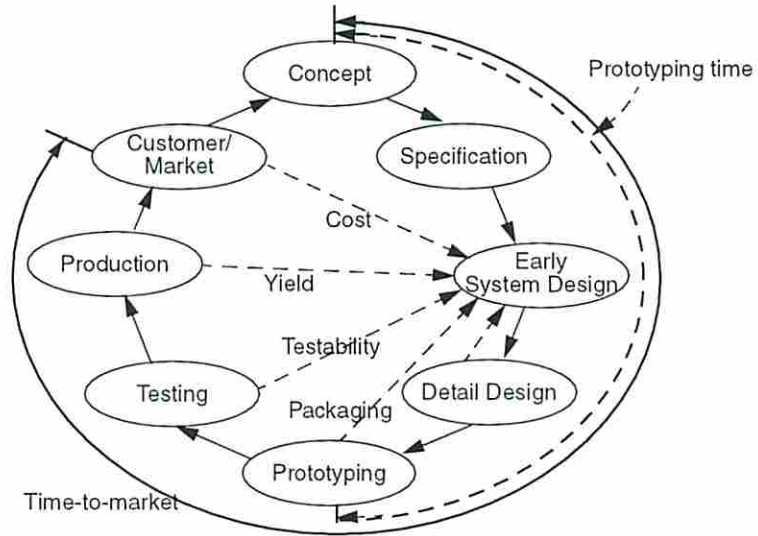 Concept
Prototyping time
Customer/
Market
Specification
Cost
Production
Yield
Early
System Design
Testability
Testing
Packaging
Detail Design
Prototyping
Time-to-market